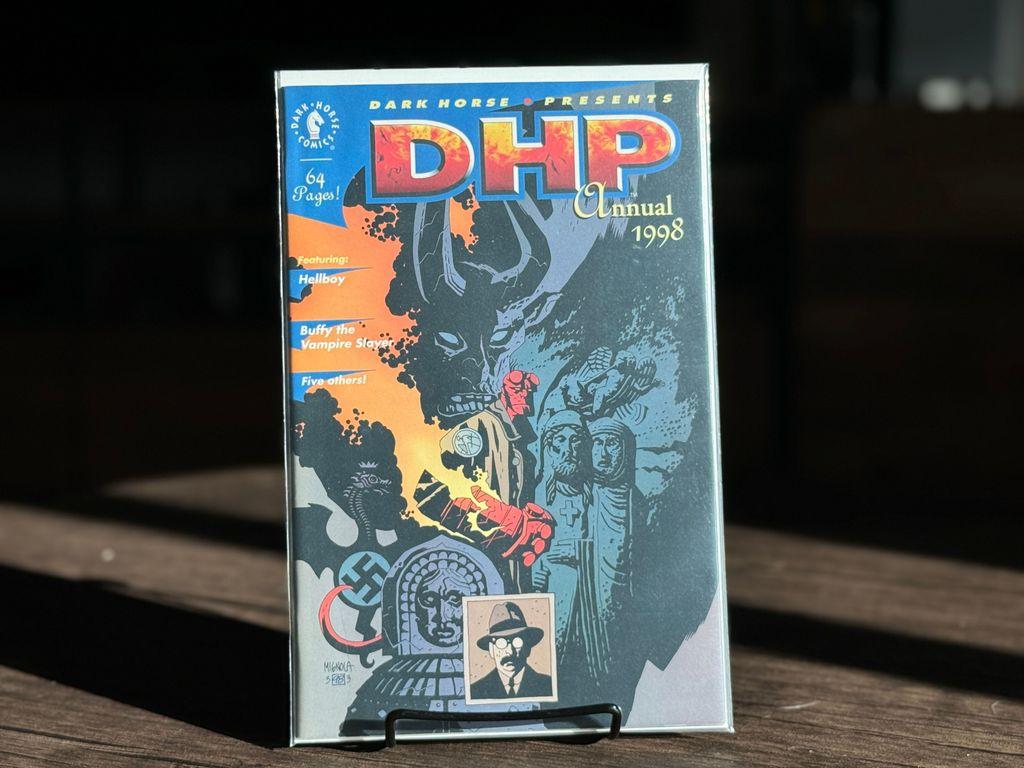 DARK HORSE • PRESENTS
DHP
Annual
1998
DARK • HORSE
COMICS
64
Pages!
Featuring:
Hellboy
Buffy the
Vampire Slayer
Five others!
MIGNOLA